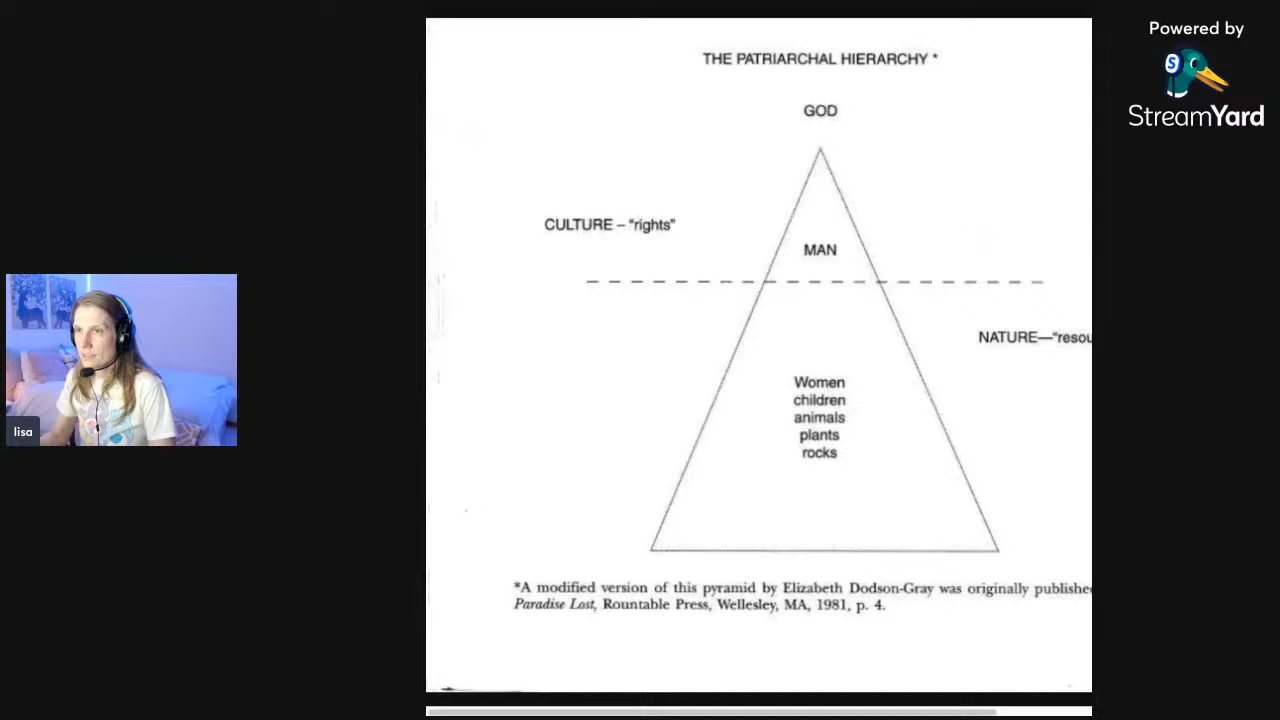 Powered by
StreamYard
THE PATRIARCHAL HIERARCHY *
GOD
CULTURE – “rights”
MAN
NATURE—“resou
Women
children
animals
plants
rocks
lisa
*A modified version of this pyramid by Elizabeth Dodson-Gray was originally publishe
Paradise Lost, Rountable Press, Wellesley, MA, 1981, p. 4.